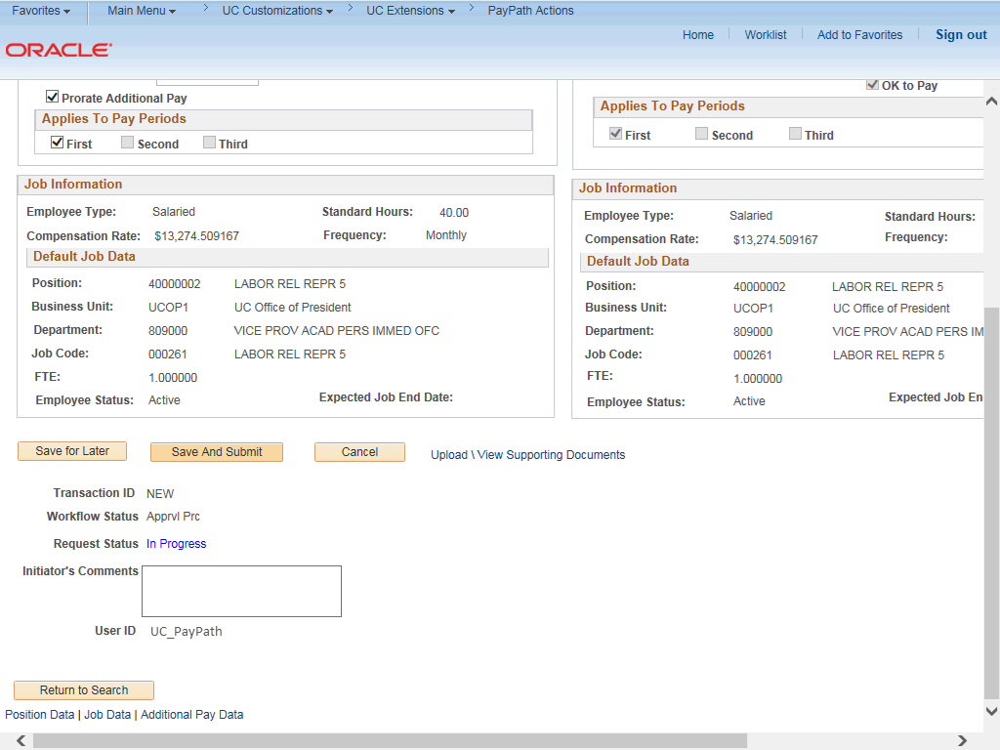 Favorites Main Menu > UC Customizations > UC Extensions > PayPath Actions
Home Worklist Add to Favorites Sign out
ORACLE
Prorate Additional Pay
Applies To Pay Periods
First Second Third
OK to Pay
Applies To Pay Periods
First Second Third
Job Information
Employee Type: Salaried Standard Hours: 40.00
Compensation Rate: $13,274.509167 Frequency: Monthly
Default Job Data
Position: 40000002 LABOR REL REPR 5
Business Unit: UCOP1 UC Office of President
Department: 809000 VICE PROV ACAD PERS IMMED OFC
Job Code: 000261 LABOR REL REPR 5
FTE: 1.000000
Employee Status: Active Expected Job End Date:
Job Information
Employee Type: Salaried Standard Hours:
Compensation Rate: $13,274.509167 Frequency:
Default Job Data
Position: 40000002 LABOR REL REPR 5
Business Unit: UCOP1 UC Office of President
Department: 809000 VICE PROV ACAD PERS IM
Job Code: 000261 LABOR REL REPR 5
FTE: 1.000000
Employee Status: Active Expected Job En
Save for Later Save And Submit Cancel Upload \ View Supporting Documents
Transaction ID NEW
Workflow Status Apprvl Prc
Request Status In Progress
Initiator's Comments
User ID UC_PayPath
Return to Search
Position Data | Job Data | Additional Pay Data